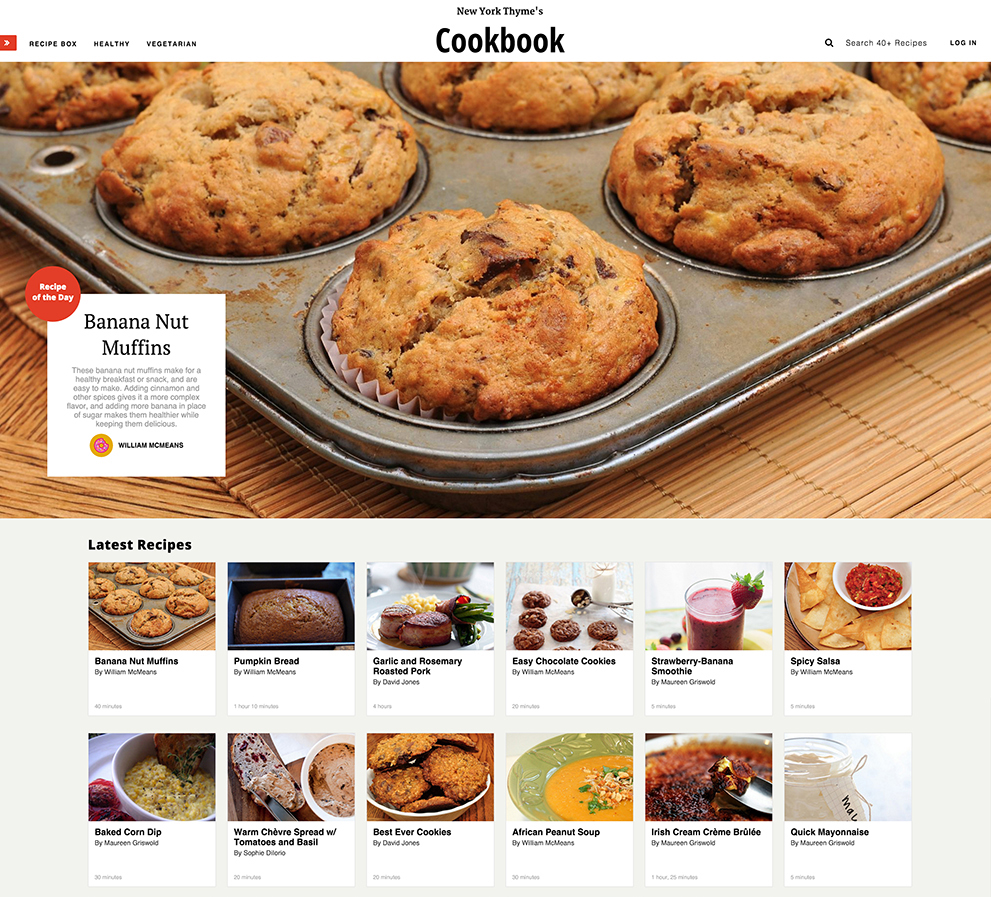 New York Thyme's
Cookbook
»
RECIPE BOX HEALTHY VEGETARIAN
Search 40+ Recipes LOG IN
Recipe
of the Day
Banana Nut
Muffins
These banana nut muffins make for a
healthy breakfast or snack, and are
easy to make. Adding cinnamon and
other spices gives it a more complex
flavor, and adding more banana in place
of sugar makes them healthier while
keeping them delicious.
WILLIAM MCMEANS
Latest Recipes
Banana Nut Muffins
By William McMeans
40 minutes
Pumpkin Bread
By William McMeans
1 hour 10 minutes
Garlic and Rosemary
Roasted Pork
By David Jones
4 hours
Easy Chocolate Cookies
By William McMeans
20 minutes
Strawberry-Banana
Smoothie
By Maureen Griswold
5 minutes
Spicy Salsa
By William McMeans
5 minutes
Baked Corn Dip
By Maureen Griswold
30 minutes
Warm Chèvre Spread w/
Tomatoes and Basil
By Sophie DiIorio
20 minutes
Best Ever Cookies
By David Jones
20 minutes
African Peanut Soup
By William McMeans
30 minutes
Irish Cream Crème Brûlée
By Maureen Griswold
1 hour, 25 minutes
Quick Mayonnaise
By Maureen Griswold
5 minutes